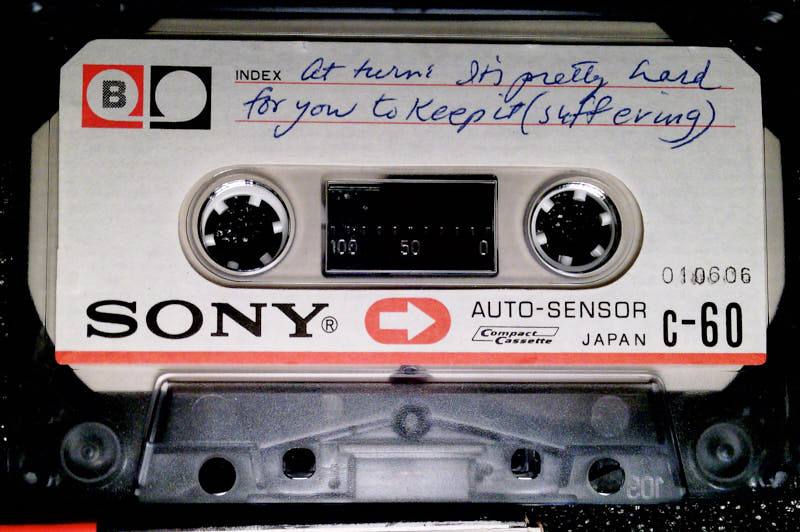 B INDEX At turn: It's pretty hard
for you to Keep it (suffering)
100 50 0
010606
SONY® AUTO-SENSOR
Compact Cassette JAPAN C-60